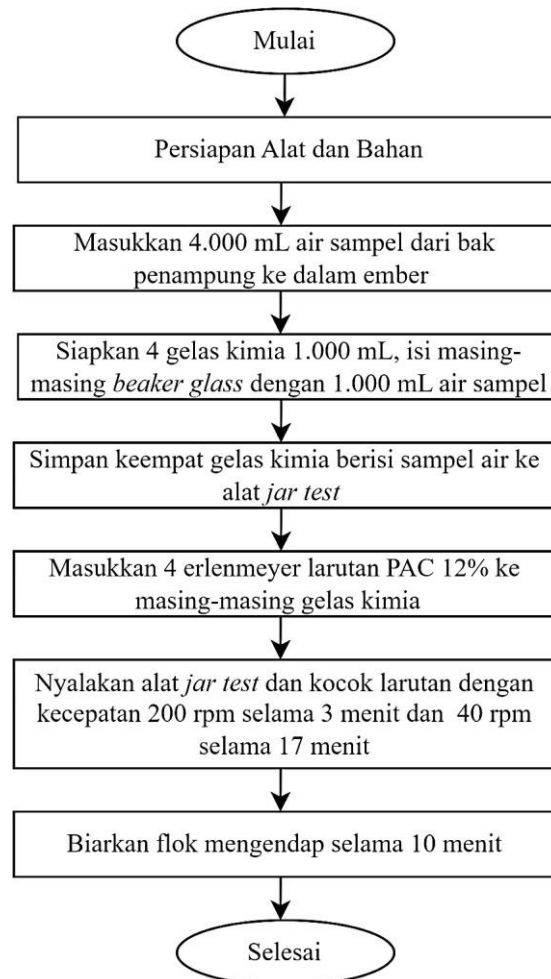 Mulai
Persiapan Alat dan Bahan
Masukkan 4.000 mL air sampel dari bak
penampung ke dalam ember
Siapkan 4 gelas kimia 1.000 mL, isi masing-
masing beaker glass dengan 1.000 mL air sampel
Simpan keempat gelas kimia berisi sampel air ke
alat jar test
Masukkan 4 erlenmeyer larutan PAC 12% ke
masing-masing gelas kimia
Nyalakan alat jar test dan kocok larutan dengan
kecepatan 200 rpm selama 3 menit dan 40 rpm
selama 17 menit
Biarkan flok mengendap selama 10 menit
Selesai